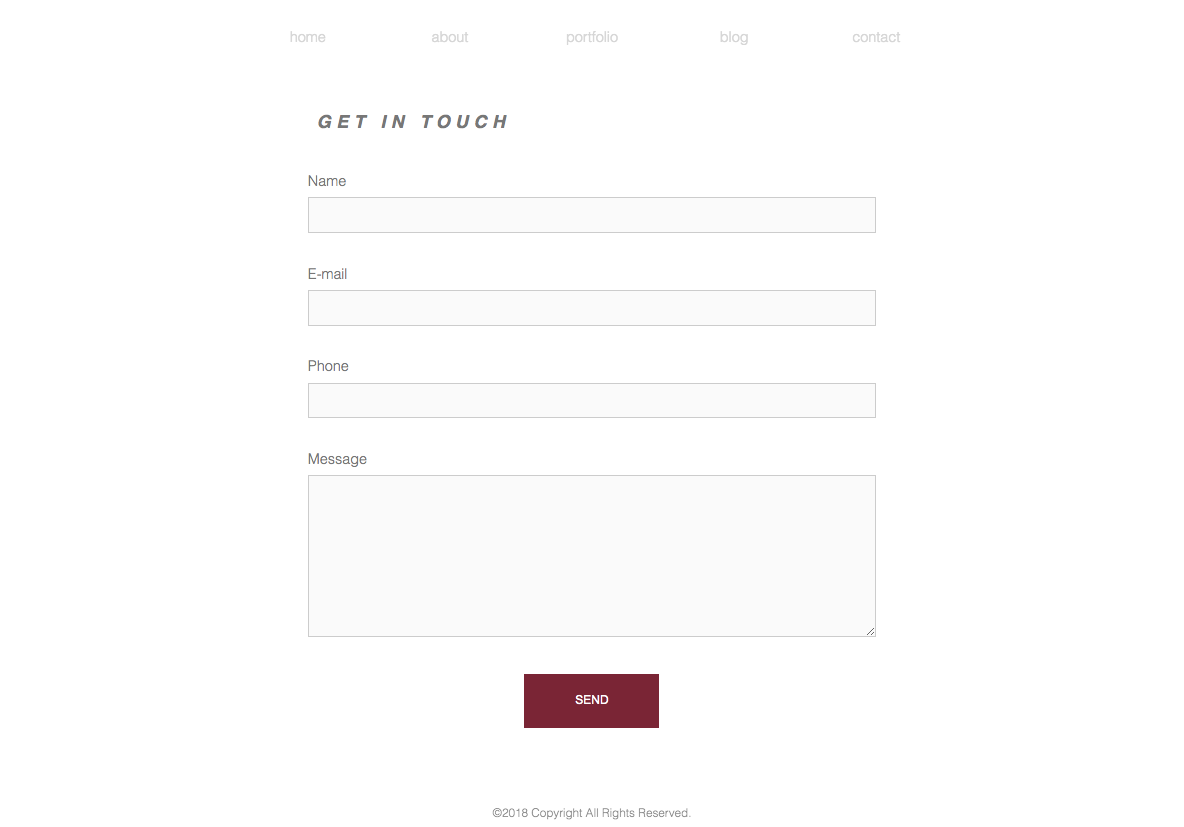 home about portfolio blog contact
GET IN TOUCH
Name
E-mail
Phone
Message
SEND
©2018 Copyright All Rights Reserved.